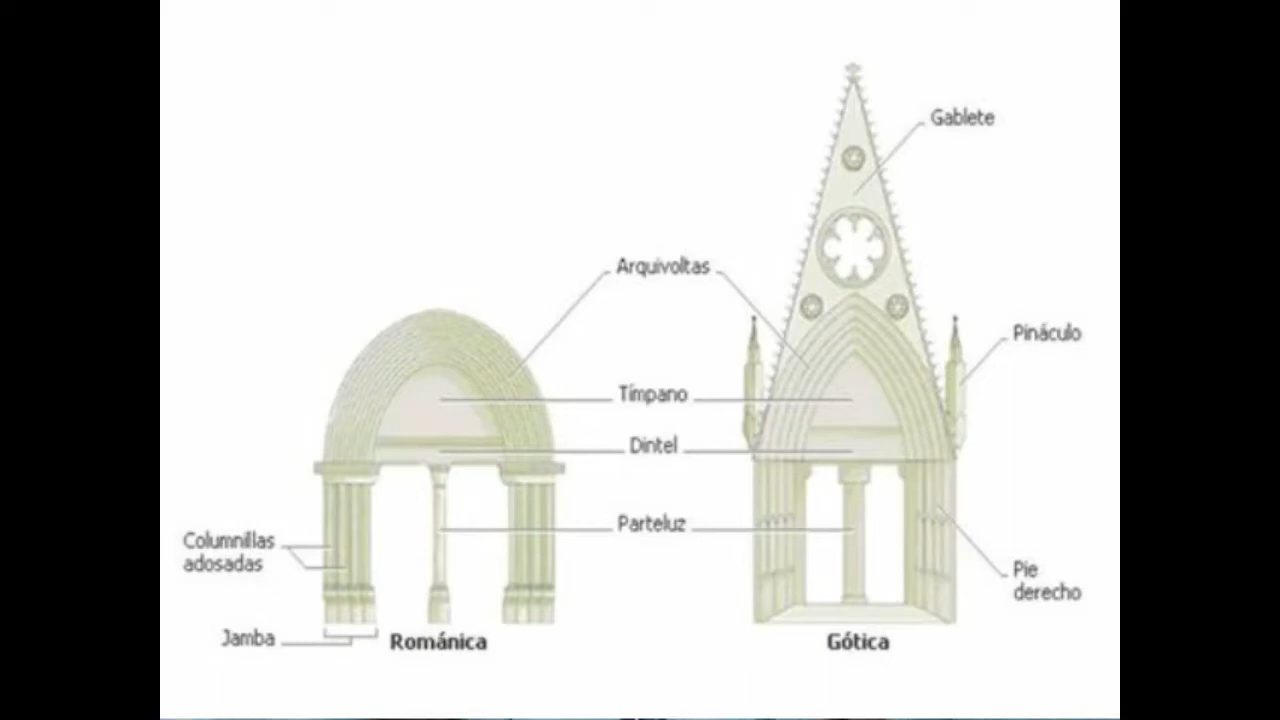 Gablete
Arquivoltas
Pináculo
Tímpano
Dintel
Parteluz
Columnillas
adosadas
Pie
derecho
Jamba
Románica
Gótica